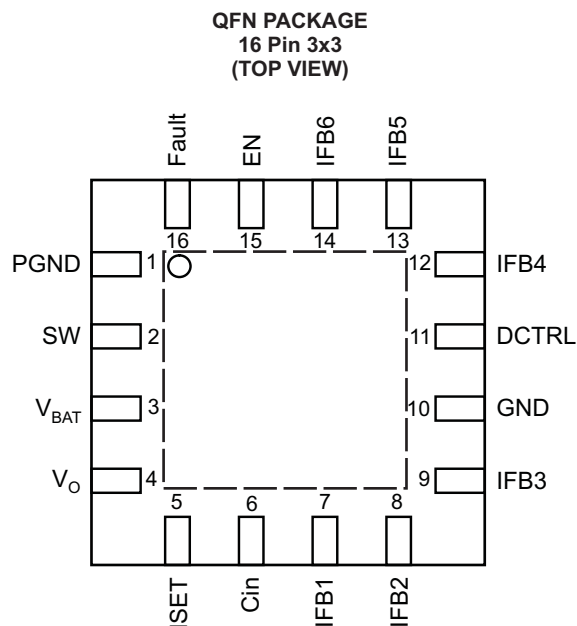 QFN PACKAGE
16 Pin 3x3
(TOP VIEW)
Fault
EN
IFB6
IFB5
16
15
14
13
PGND 1
12 IFB4
SW 2
11 DCTRL
VBAT 3
10 GND
VO 4
9 IFB3
5
6
7
8
ISET
Cin
IFB1
IFB2